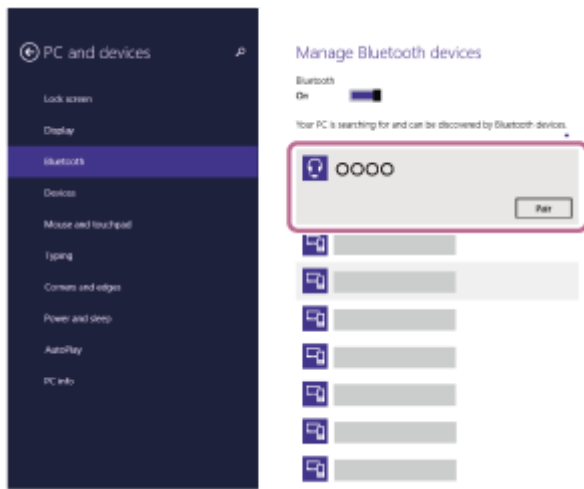 PC and devices
Lock screen
Display
Bluetooth
Devices
Mouse and touchpad
Typing
Corners and edges
Power and sleep
AutoPlay
PC info
Manage Bluetooth devices
Bluetooth
On
Your PC is searching for and can be discovered by Bluetooth devices.
OOOO
Pair